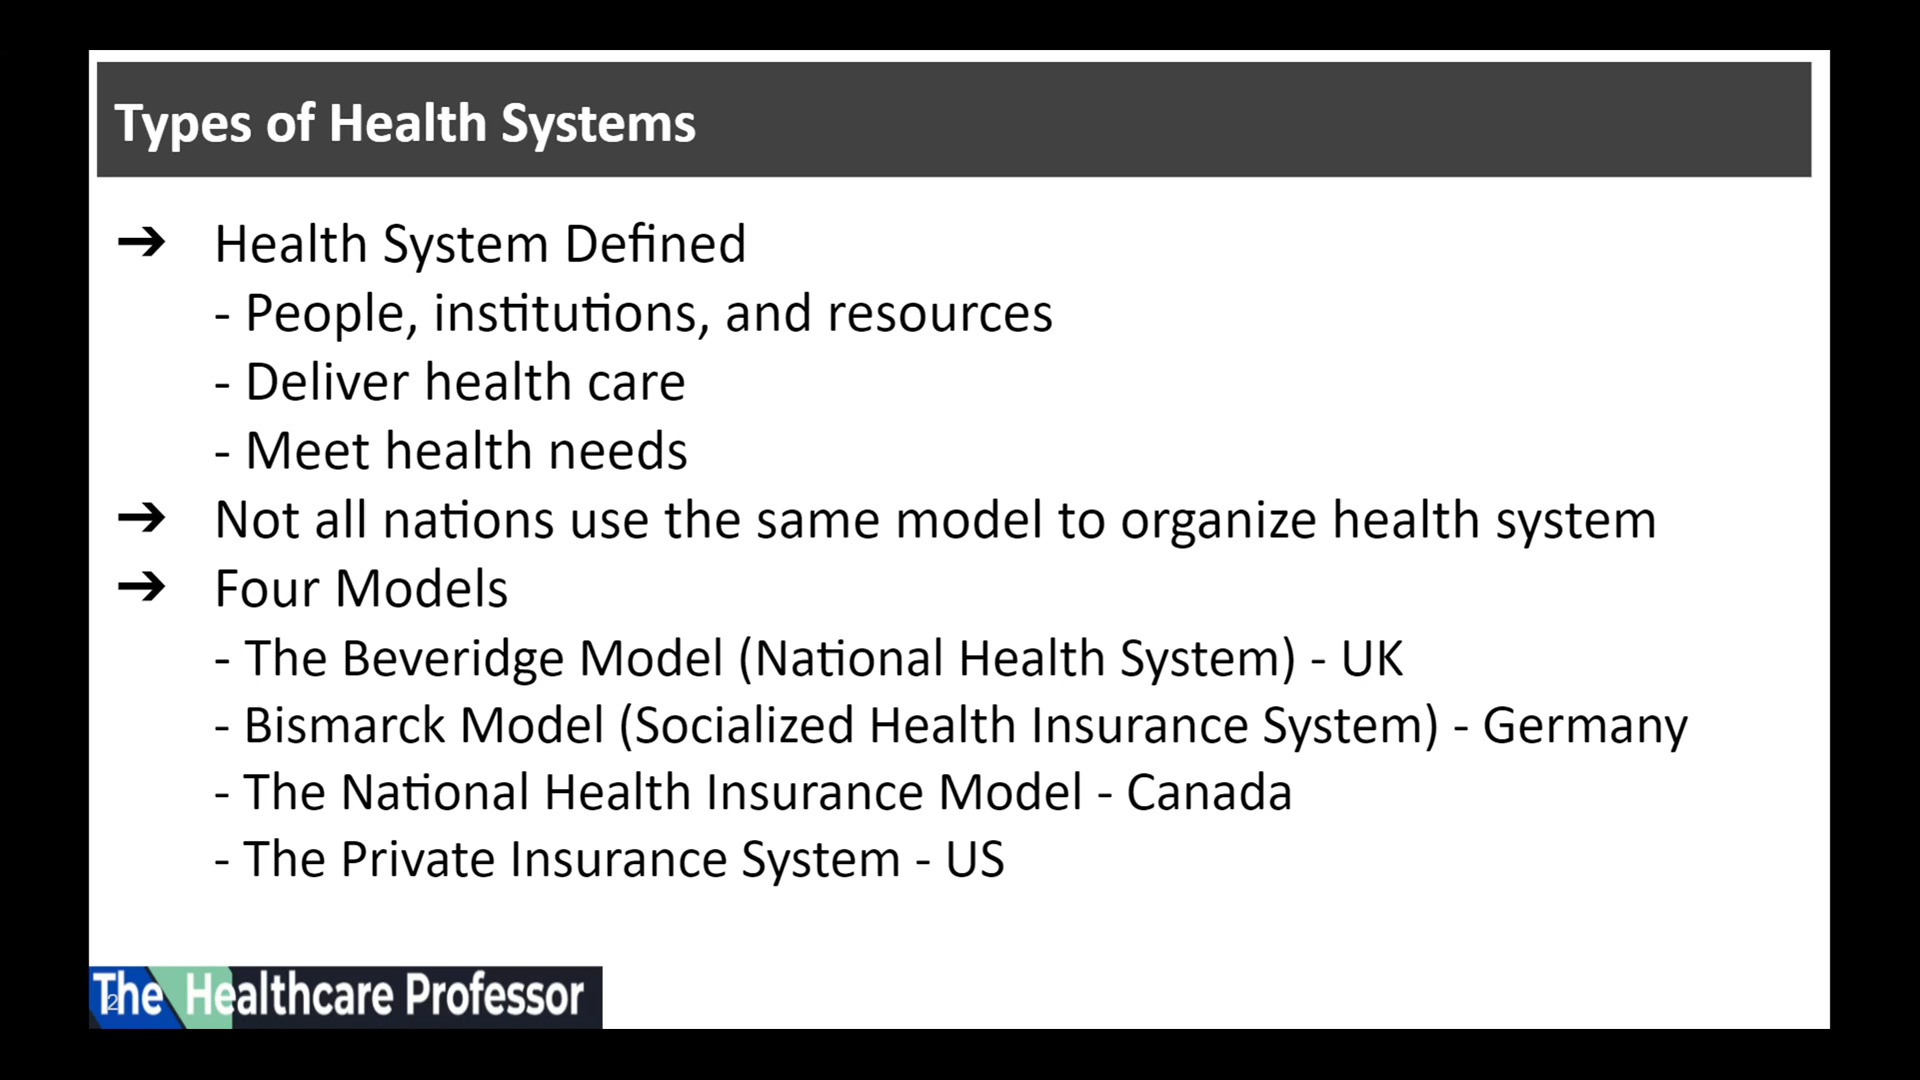 Types of Health Systems
➔ Health System Defined
- People, institutions, and resources
- Deliver health care
- Meet health needs
➔ Not all nations use the same model to organize health system
➔ Four Models
- The Beveridge Model (National Health System) - UK
- Bismarck Model (Socialized Health Insurance System) - Germany
- The National Health Insurance Model - Canada
- The Private Insurance System - US
The Healthcare Professor
2